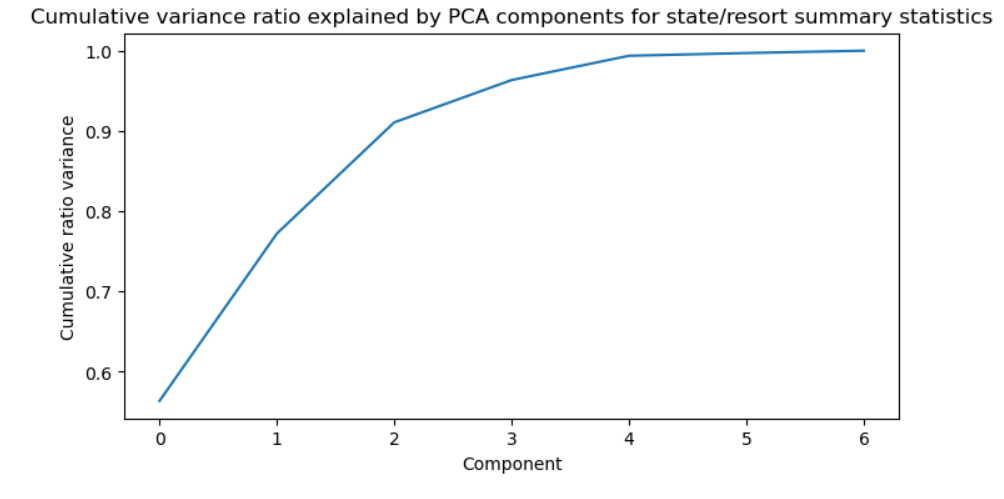 Cumulative variance ratio explained by PCA components for state/resort summary statistics
1.0
0.9
0.8
0.7
0.6
Cumulative ratio variance
0 1 2 3 4 5 6
Component